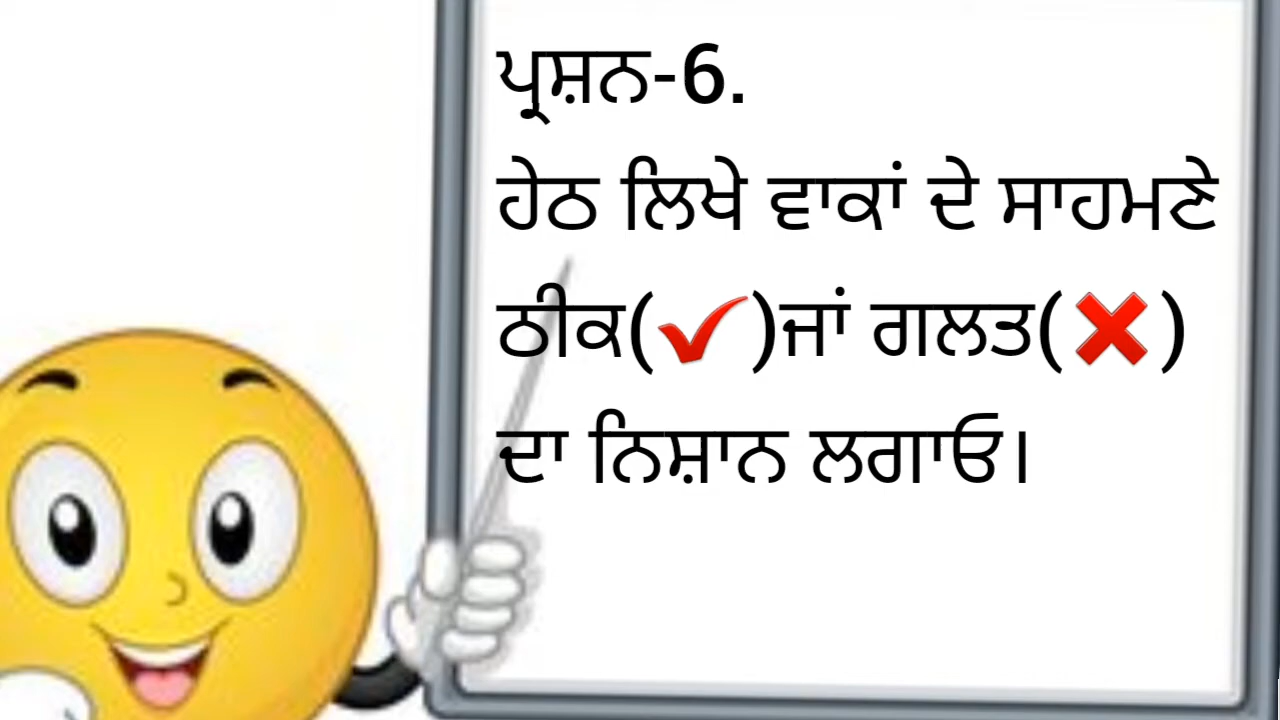 ਪ੍ਰਸ਼ਨ-6.
ਹੇਠ ਲਿਖੇ ਵਾਕਾਂ ਦੇ ਸਾਹਮਣੇ
ਠੀਕ(✔)ਜਾਂ ਗਲਤ(✖)
ਦਾ ਨਿਸ਼ਾਨ ਲਗਾਓ।